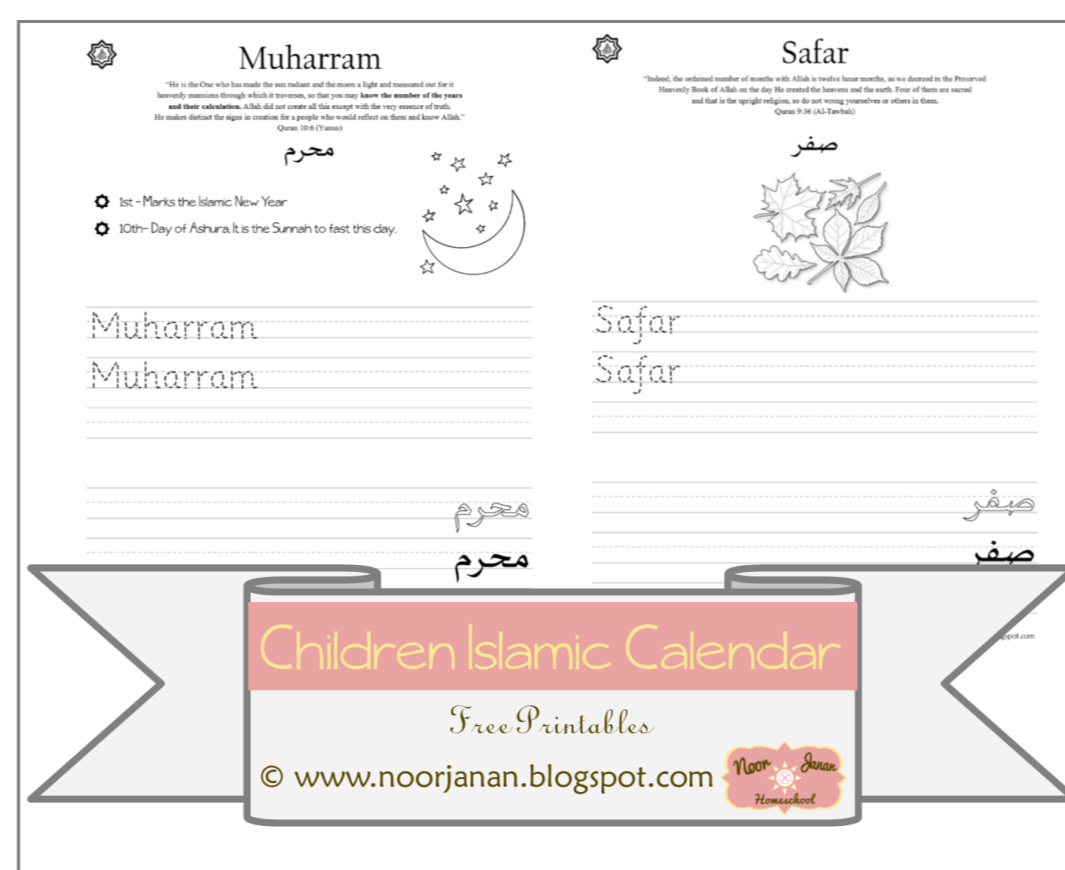 Muharram
"He is the One who has made the sun radiant and the moon a light and measured out for it
heavenly mansions through which it traverses, so that you may know the number of the years
and their calculation. Allah did not create all this except with the very essence of truth.
He makes distinct the signs in creation for a people who would reflect on them and know Allah."
Quran 10:6 (Yunus)
محرم
1st - Marks the Islamic New Year
10th- Day of Ashura. It is the Sunnah to fast this day.
Muharram
Muharram
محرم
محرم
Safar
"Indeed, the ordained number of months with Allah is twelve lunar months, as we decreed in the Preserved
Heavenly Book of Allah on the day He created the heavens and the earth. Four of them are sacred
and that is the upright religion, so do not wrong yourselves or others in them.
Quran 9:36 (Al-Tawbah)
صفر
Safar
Safar
صفر
صفر
spot.com
Children Islamic Calendar
Free Printables
© www.noorjanan.blogspot.com
Noor Janan
Homeschool